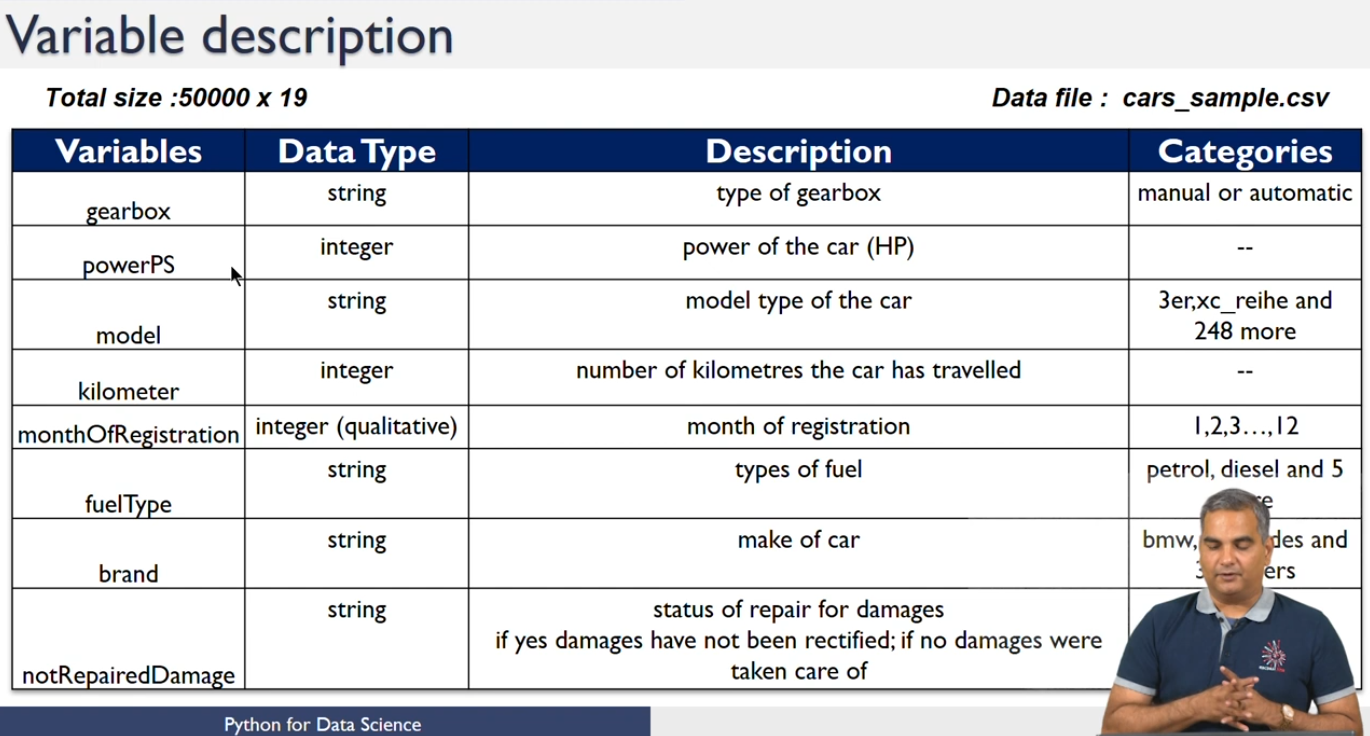 Variable description
Total size :50000 x 19
Data file : cars_sample.csv
Variables Data Type Description Categories
gearbox string type of gearbox manual or automatic
powerPS integer power of the car (HP) --
model string model type of the car 3er,xc_reihe and
248 more
kilometer integer number of kilometres the car has travelled --
monthOfRegistration integer (qualitative) month of registration 1,2,3...,12
fuelType string types of fuel petrol, diesel and 5
brand string make of car bmw, and
notRepairedDamage string status of repair for damages
if yes damages have not been rectified; if no damages were
taken care of
Python for Data Science